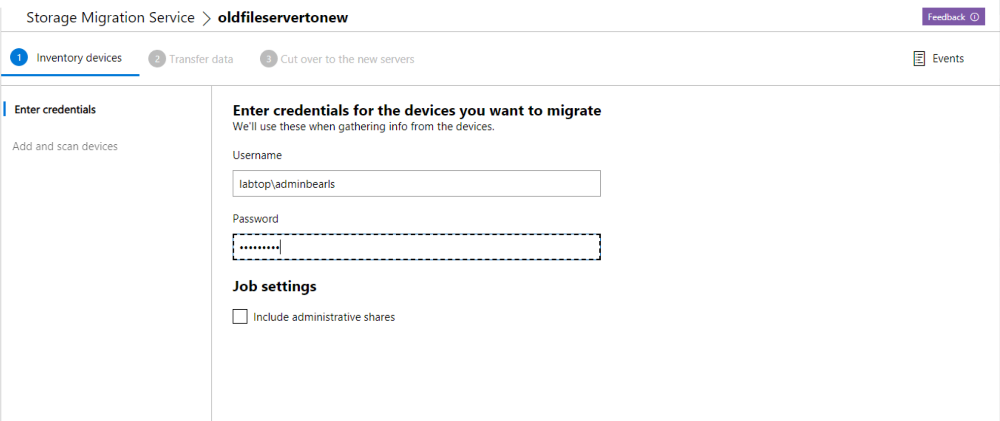 Storage Migration Service > oldfileservertonew
Feedback
1 Inventory devices
2 Transfer data
3 Cut over to the new servers
Events
Enter credentials
Add and scan devices
Enter credentials for the devices you want to migrate
We'll use these when gathering info from the devices.
Username
labtop\adminbearls
Password
•••••••••
Job settings
Include administrative shares